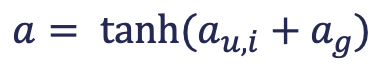 a = tanh(a_{u,i} + a_g)